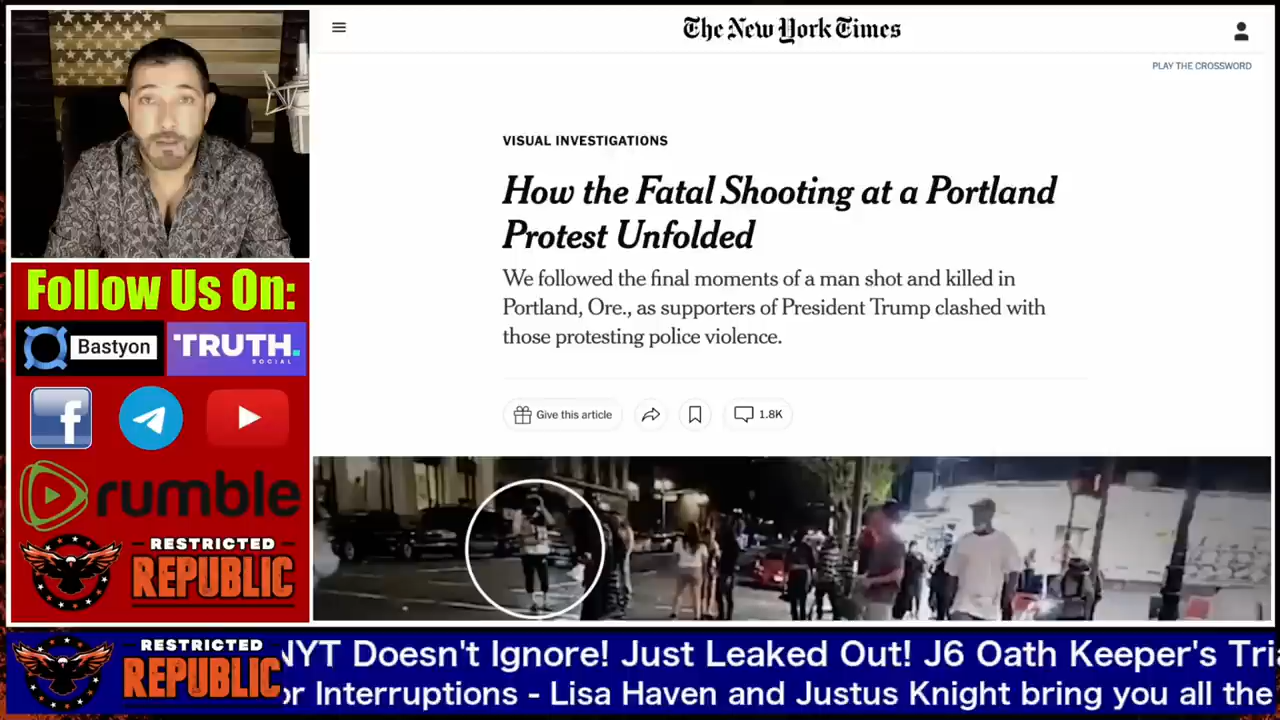 The New York Times
PLAY THE CROSSWORD
VISUAL INVESTIGATIONS
How the Fatal Shooting at a Portland
Protest Unfolded
We followed the final moments of a man shot and killed in
Portland, Ore., as supporters of President Trump clashed with
those protesting police violence.
Give this article
1.8K
Follow Us On:
Bastyon
TRUTH.
SOCIAL
rumble
RESTRICTED
REPUBLIC
RESTRICTED
REPUBLIC
NYT Doesn't Ignore! Just Leaked Out! J6 Oath Keeper's Tria
or Interruptions - Lisa Haven and Justus Knight bring you all the